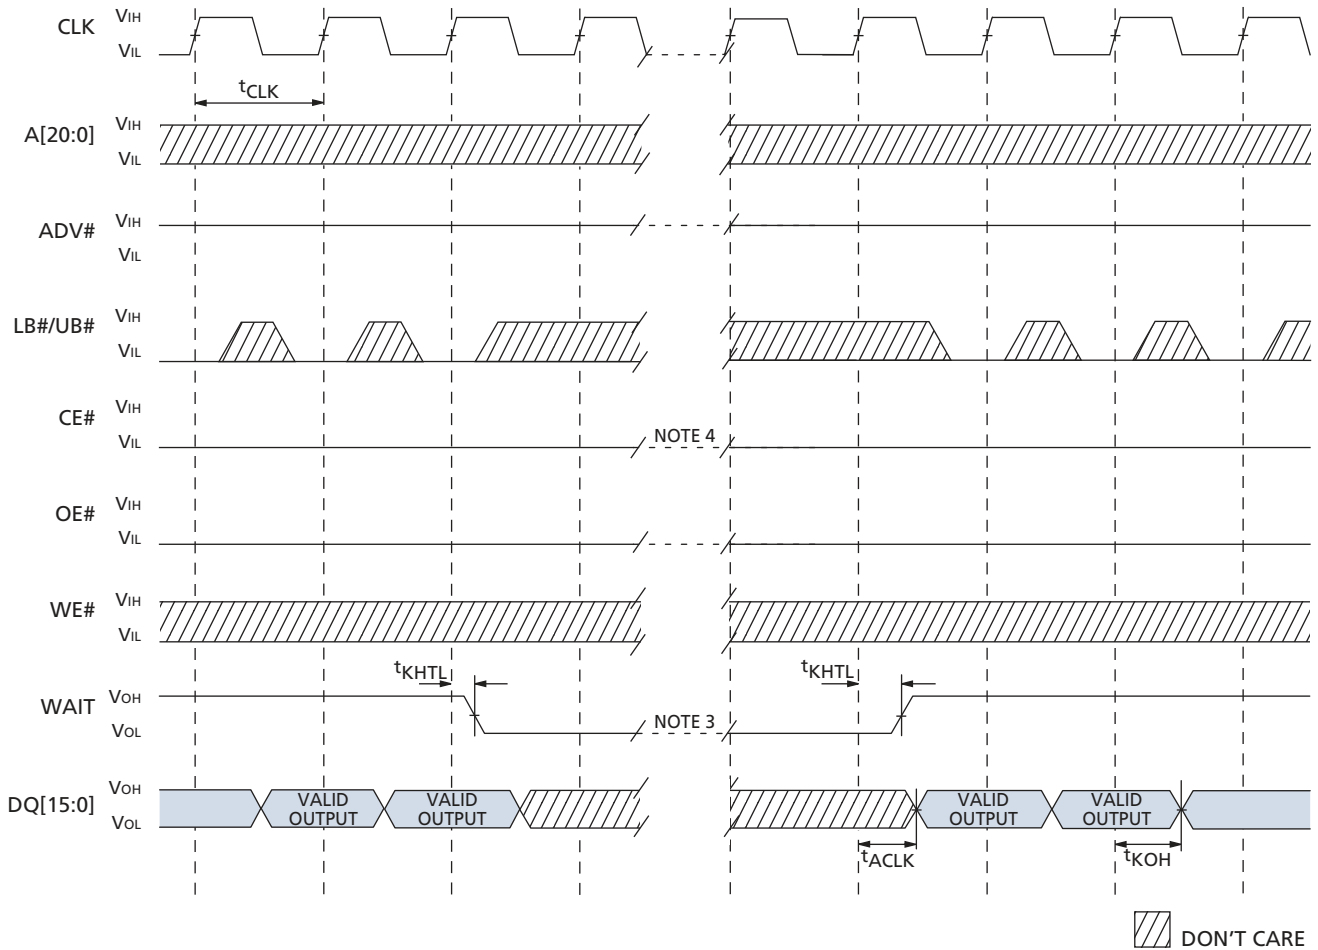 CLK
VIH
VIL
tCLK
A[20:0]
VIH
VIL
ADV#
VIH
VIL
LB#/UB#
VIH
VIL
CE#
VIH
VIL
NOTE 4
OE#
VIH
VIL
WE#
VIH
VIL
tKHTL
tKHTL
WAIT
VOH
VOL
NOTE 3
DQ[15:0]
VOH
VOL
VALID
OUTPUT
VALID
OUTPUT
VALID
OUTPUT
VALID
OUTPUT
tACLK
tKOH
DON'T CARE